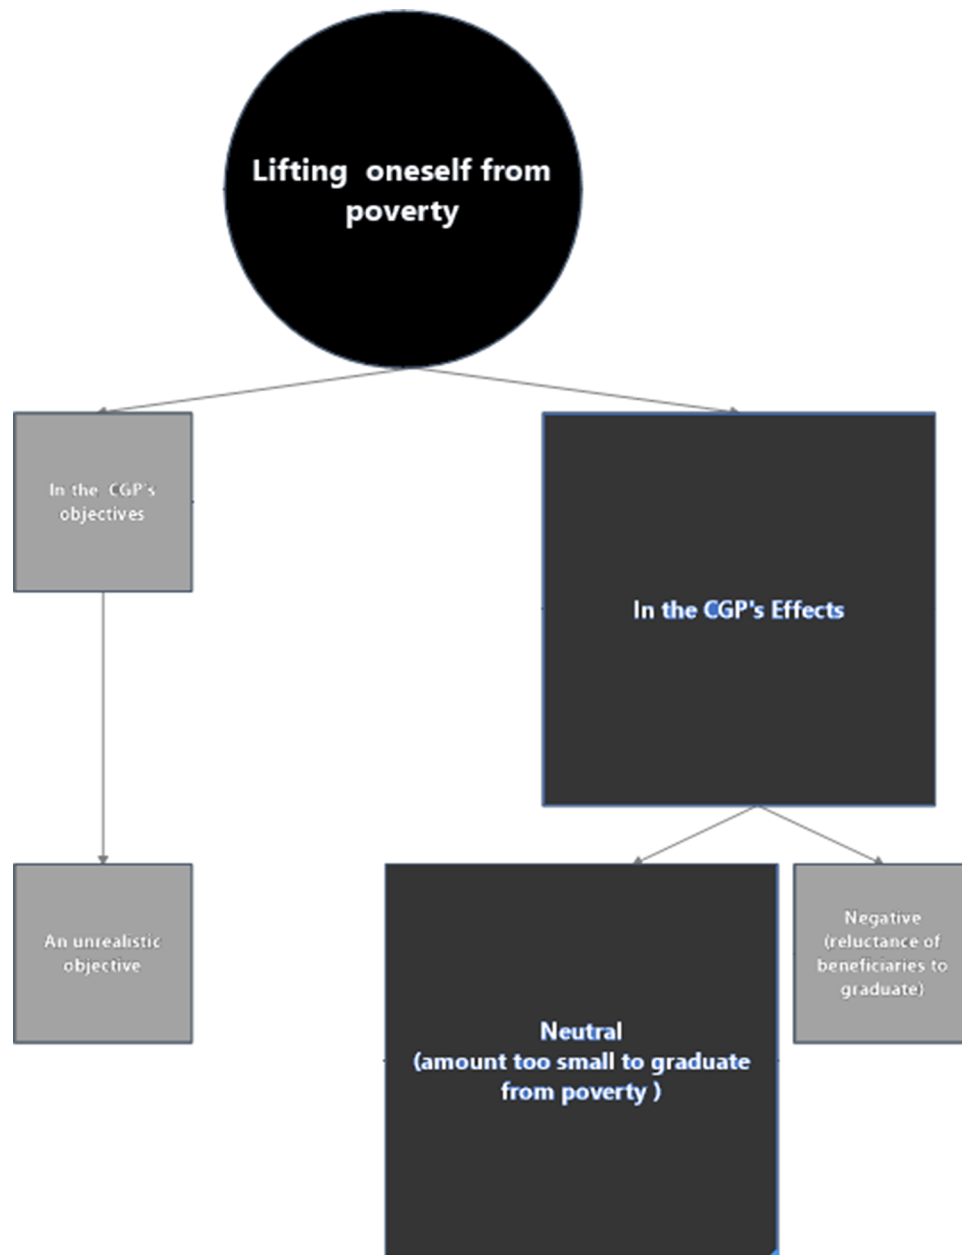 Lifting  oneself from
poverty
In the  CGP's
objectives
In the CGP's Effects
An unrealistic
objective
Neutral
(amount too small to graduate
from poverty )
Negative
(reluctance of
beneficiaries to
graduate)